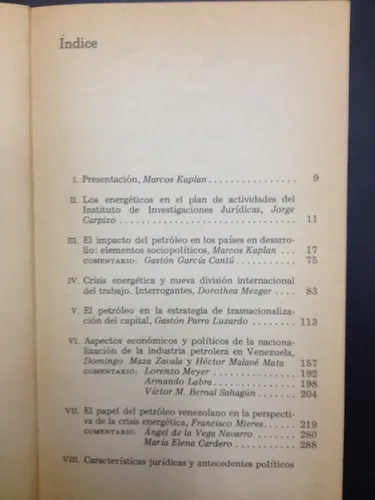 Índice
I. Presentación, Marcos Kaplan . . . . . . . . . . . . . . . 9
II. Los energéticos en el plan de actividades del
Instituto de Investigaciones Jurídicas, Jorge
Carpizo . . . . . . . . . . . . . . . . . . . . . . . . . . . . . 11
III. El impacto del petróleo en los países en desarro-
llo: elementos sociopolíticos, Marcos Kaplan . . . 17
COMENTARIO: Gastón García Cantú . . . . . . . . . . . . 75
IV. Crisis energética y nueva división internacional
del trabajo. Interrogantes, Dorothea Mezger . . . . 83
V. El petróleo en la estrategia de trasnacionaliza-
ción del capital, Gastón Parra Luzardo . . . . . . . . 113
VI. Aspectos económicos y políticos de la naciona-
lización de la industria petrolera en Venezuela,
Domingo Maza Zavala y Héctor Malavé Mata 157
COMENTARIO: Lorenzo Meyer . . . . . . . . . . . . . . . . 192
Armando Labra . . . . . . . . . . . . . . . . 198
Víctor M. Bernal Sahagún . . . . . . . 204
VII. El papel del petróleo venezolano en la perspecti-
va de la crisis energética, Francisco Mieres . . . . . 219
COMENTARIO: Ángel de la Vega Navarro . . . . . . . . 280
María Elena Cardero . . . . . . . . . . . 288
VIII. Características jurídicas y antecedentes políticos